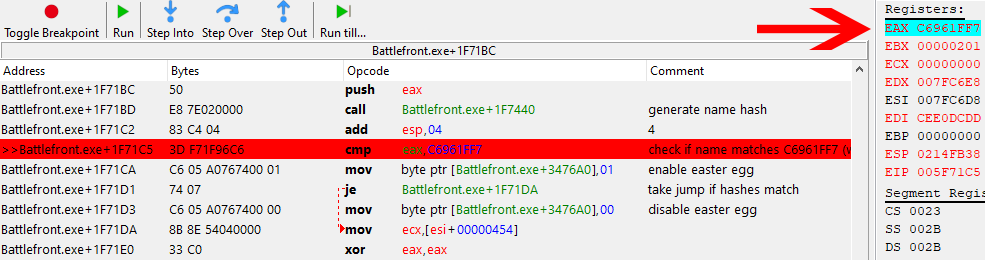 Toggle Breakpoint Run Step Into Step Over Step Out Run till...
Battlefront.exe+1F71BC
Address Bytes Opcode Comment
Battlefront.exe+1F71BC 50 push eax
Battlefront.exe+1F71BD E8 7E020000 call Battlefront.exe+1F7440 generate name hash
Battlefront.exe+1F71C2 83 C4 04 add esp,04 4
>>Battlefront.exe+1F71C5 3D F71F96C6 cmp eax,C6961FF7 check if name matches C6961FF7 (
Battlefront.exe+1F71CA C6 05 A0767400 01 mov byte ptr [Battlefront.exe+3476A0],01 enable easter egg
Battlefront.exe+1F71D1 74 07 je Battlefront.exe+1F71DA take jump if hashes match
Battlefront.exe+1F71D3 C6 05 A0767400 00 mov byte ptr [Battlefront.exe+3476A0],00 disable easter egg
Battlefront.exe+1F71DA 8B 8E 54040000 mov ecx,[esi+00000454]
Battlefront.exe+1F71E0 33 C0 xor eax,eax
Registers:
EAX C6961FF7
EBX 00000201
ECX 00000000
EDX 007FC6E8
ESI 007FC6D8
EDI CEE0DCDD
EBP 00000000
ESP 0214FB38
EIP 005F71C5
Segment Regis
CS 0023
SS 002B
DS 002B